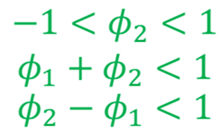 −1 < ϕ₂ < 1
ϕ₁ + ϕ₂ < 1
ϕ₂ − ϕ₁ < 1